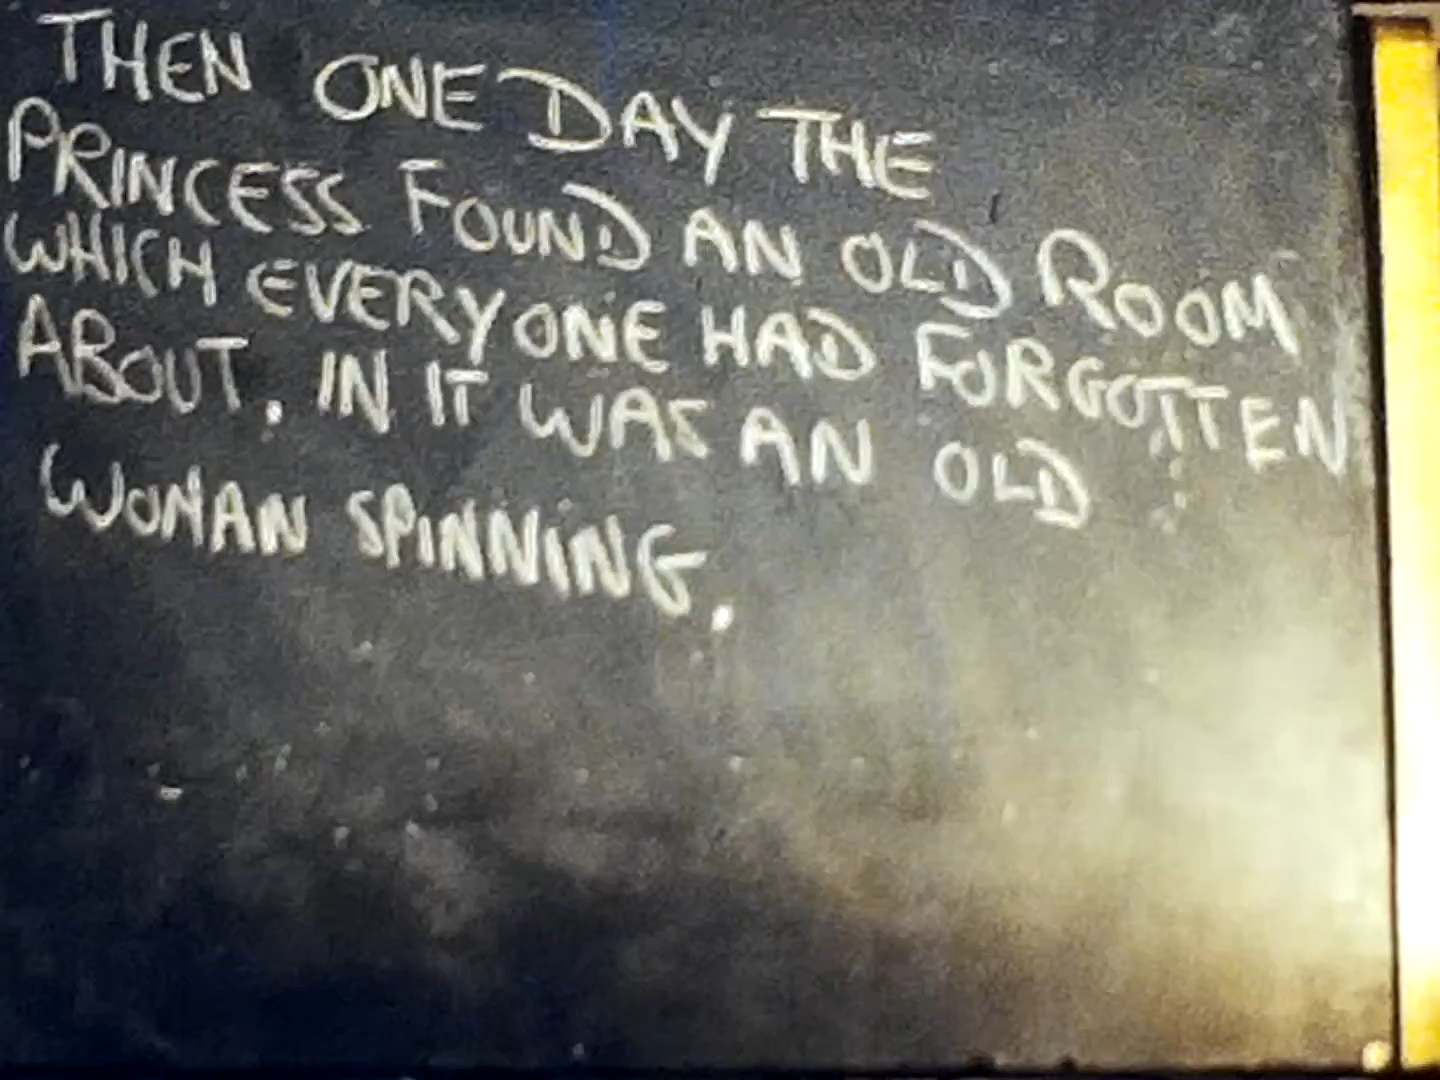 THEN ONE DAY THE
PRINCESS FOUND AN OLD ROOM
WHICH EVERYONE HAD FORGOTTEN
ABOUT. IN IT WAS AN OLD
WOMAN SPINNING.